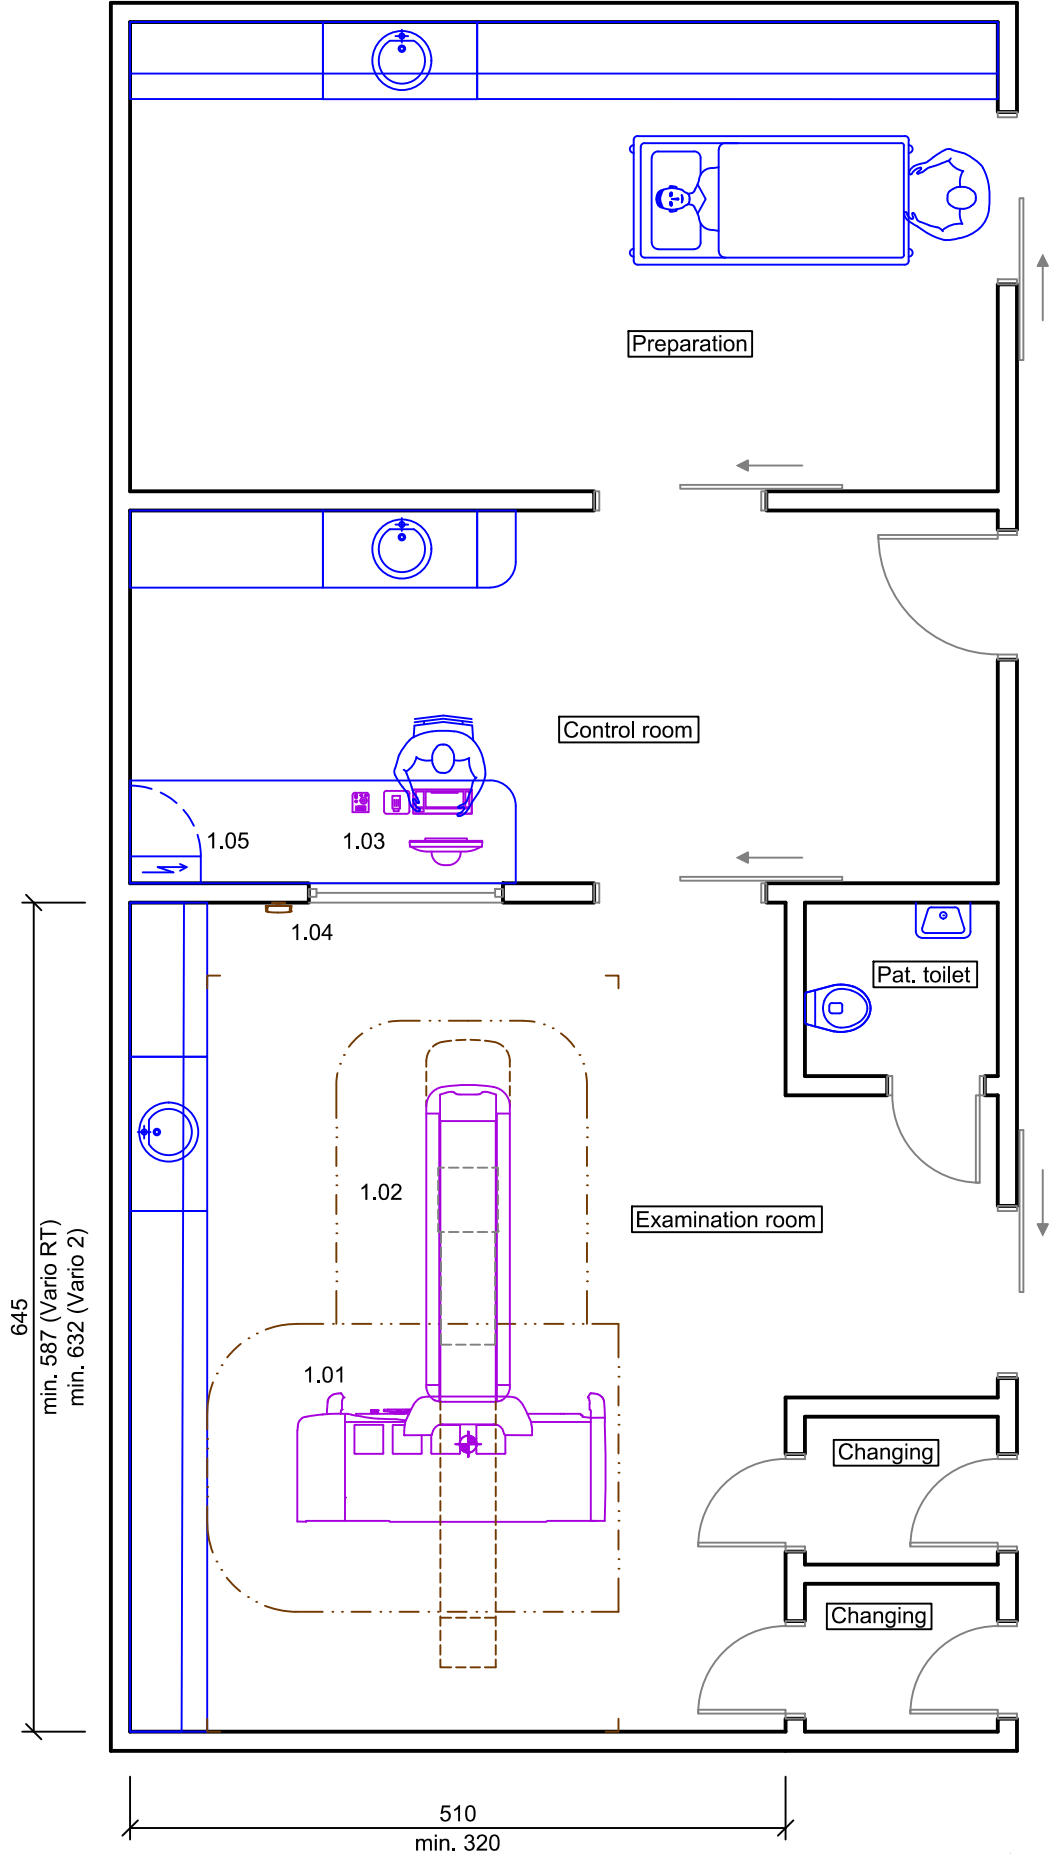 Preparation
Control room
1.05
1.03
1.04
Pat. toilet
1.02
Examination room
645
min. 587 (Vario RT)
min. 632 (Vario 2)
1.01
Changing
Changing
510
min. 320